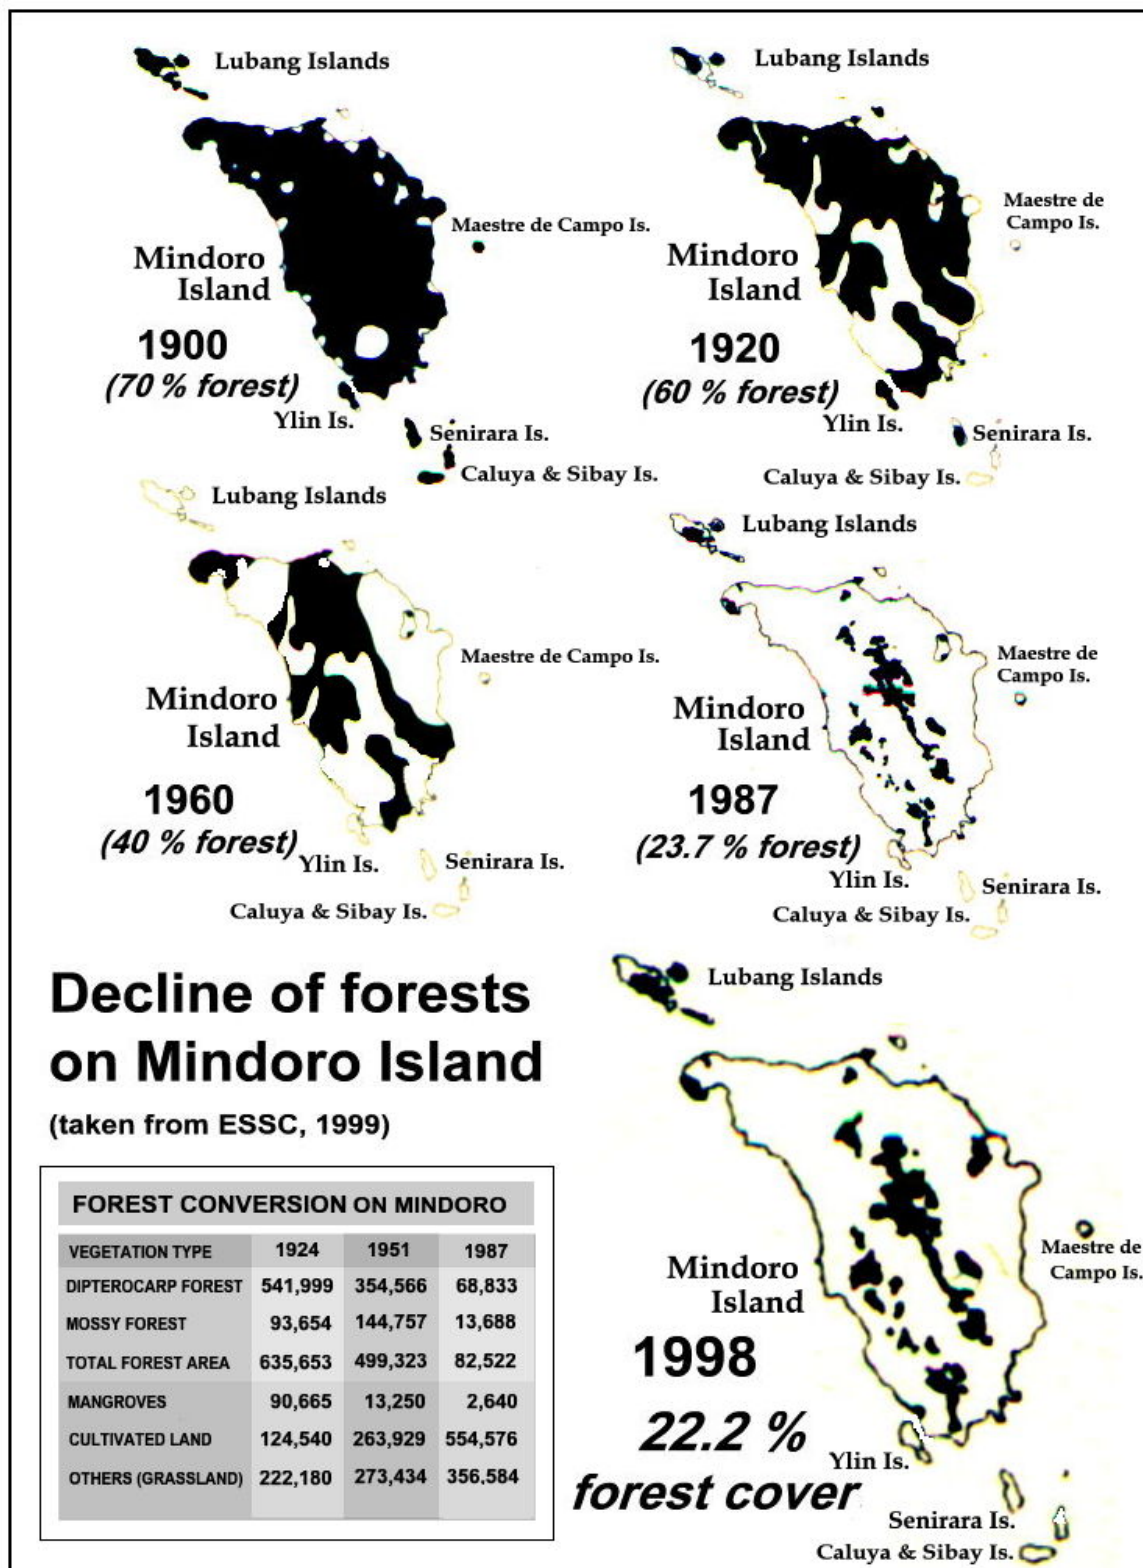 Lubang Islands
Maestre de Campo Is.
Mindoro
Island
1900
(70 % forest)
Ylin Is.
Senirara Is.
Caluya & Sibay Is.
Lubang Islands
Maestre de
Campo Is.
Mindoro
Island
1920
(60 % forest)
Ylin Is.
Senirara Is.
Caluya & Sibay Is.
Lubang Islands
Maestre de Campo Is.
Mindoro
Island
1960
(40 % forest)
Ylin Is.
Senirara Is.
Caluya & Sibay Is.
Lubang Islands
Maestre de
Campo Is.
Mindoro
Island
1987
(23.7 % forest)
Ylin Is.
Senirara Is.
Caluya & Sibay Is.
Decline of forests
on Mindoro Island
(taken from ESSC, 1999)
FOREST CONVERSION ON MINDORO
VEGETATION TYPE 1924 1951 1987
DIPTEROCARP FOREST 541,999 354,566 68,833
MOSSY FOREST 93,654 144,757 13,688
TOTAL FOREST AREA 635,653 499,323 82,522
MANGROVES 90,665 13,250 2,640
CULTIVATED LAND 124,540 263,929 554,576
OTHERS (GRASSLAND) 222,180 273,434 356,584
Lubang Islands
Maestre de
Campo Is.
Mindoro
Island
1998
22.2 %
forest cover
Ylin Is.
Senirara Is.
Caluya & Sibay Is.